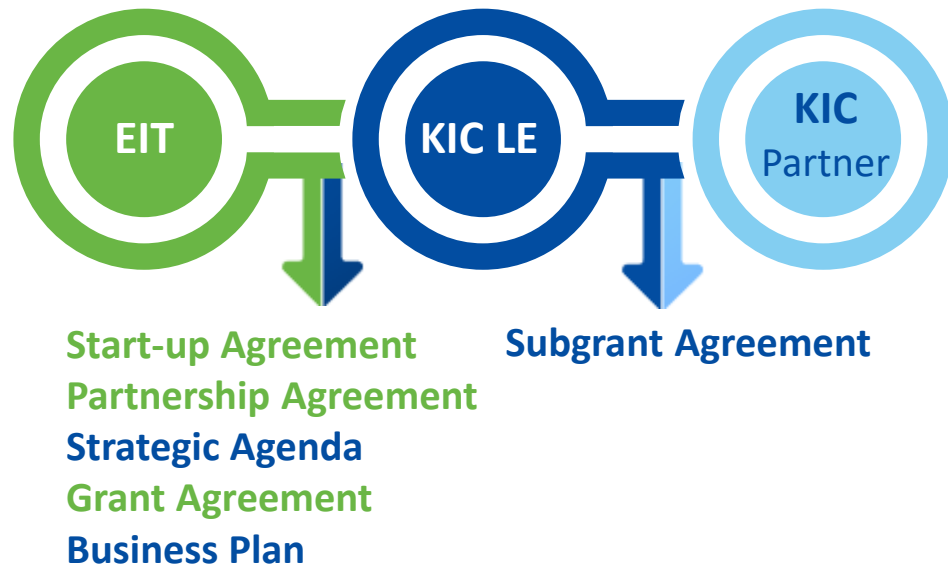 EIT
KIC LE
KIC
Partner
Start-up Agreement
Partnership Agreement
Strategic Agenda
Grant Agreement
Business Plan
Subgrant Agreement